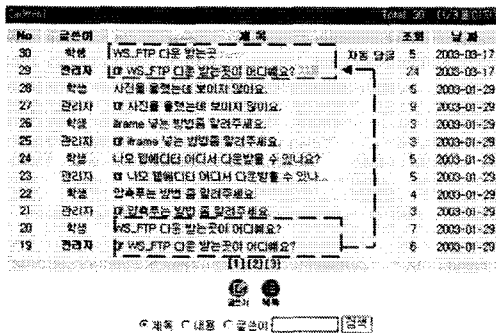 Total 30 (1/3 페이지)
No 글쓴이 제 목 조회 날 짜
30 학생 WS_FTP 다운 받는곳... 자동 답글 5 2003-03-17
29 관리자 WS_FTP 다운 받는곳이 어디예요? 24 2003-03-17
28 학생 사진을 올렸는데 보이지 않아요. 5 2003-01-29
27 관리자 사진을 올렸는데 보이지 않아요. 9 2003-01-29
26 학생 iframe 넣는 방법좀 알려주세요. 3 2003-01-29
25 관리자 iframe 넣는 방법좀 알려주세요. 3 2003-01-29
24 학생 나모 웹에디터 어디서 다운받을 수 있나요? 5 2003-01-29
23 관리자 나모 웹에디터 어디서 다운받을 수 있나... 5 2003-01-29
22 학생 압축푸는 방법 좀 알려주세요. 4 2003-01-29
21 관리자 압축푸는 방법 좀 알려주세요. 3 2003-01-29
20 학생 WS_FTP 다운 받는곳이 어디예요? 7 2003-01-29
19 관리자 WS_FTP 다운 받는곳이 어디예요? 6 2003-01-29
[1][2][3]
글쓰기 목록
제목 내용 글쓴이 검색